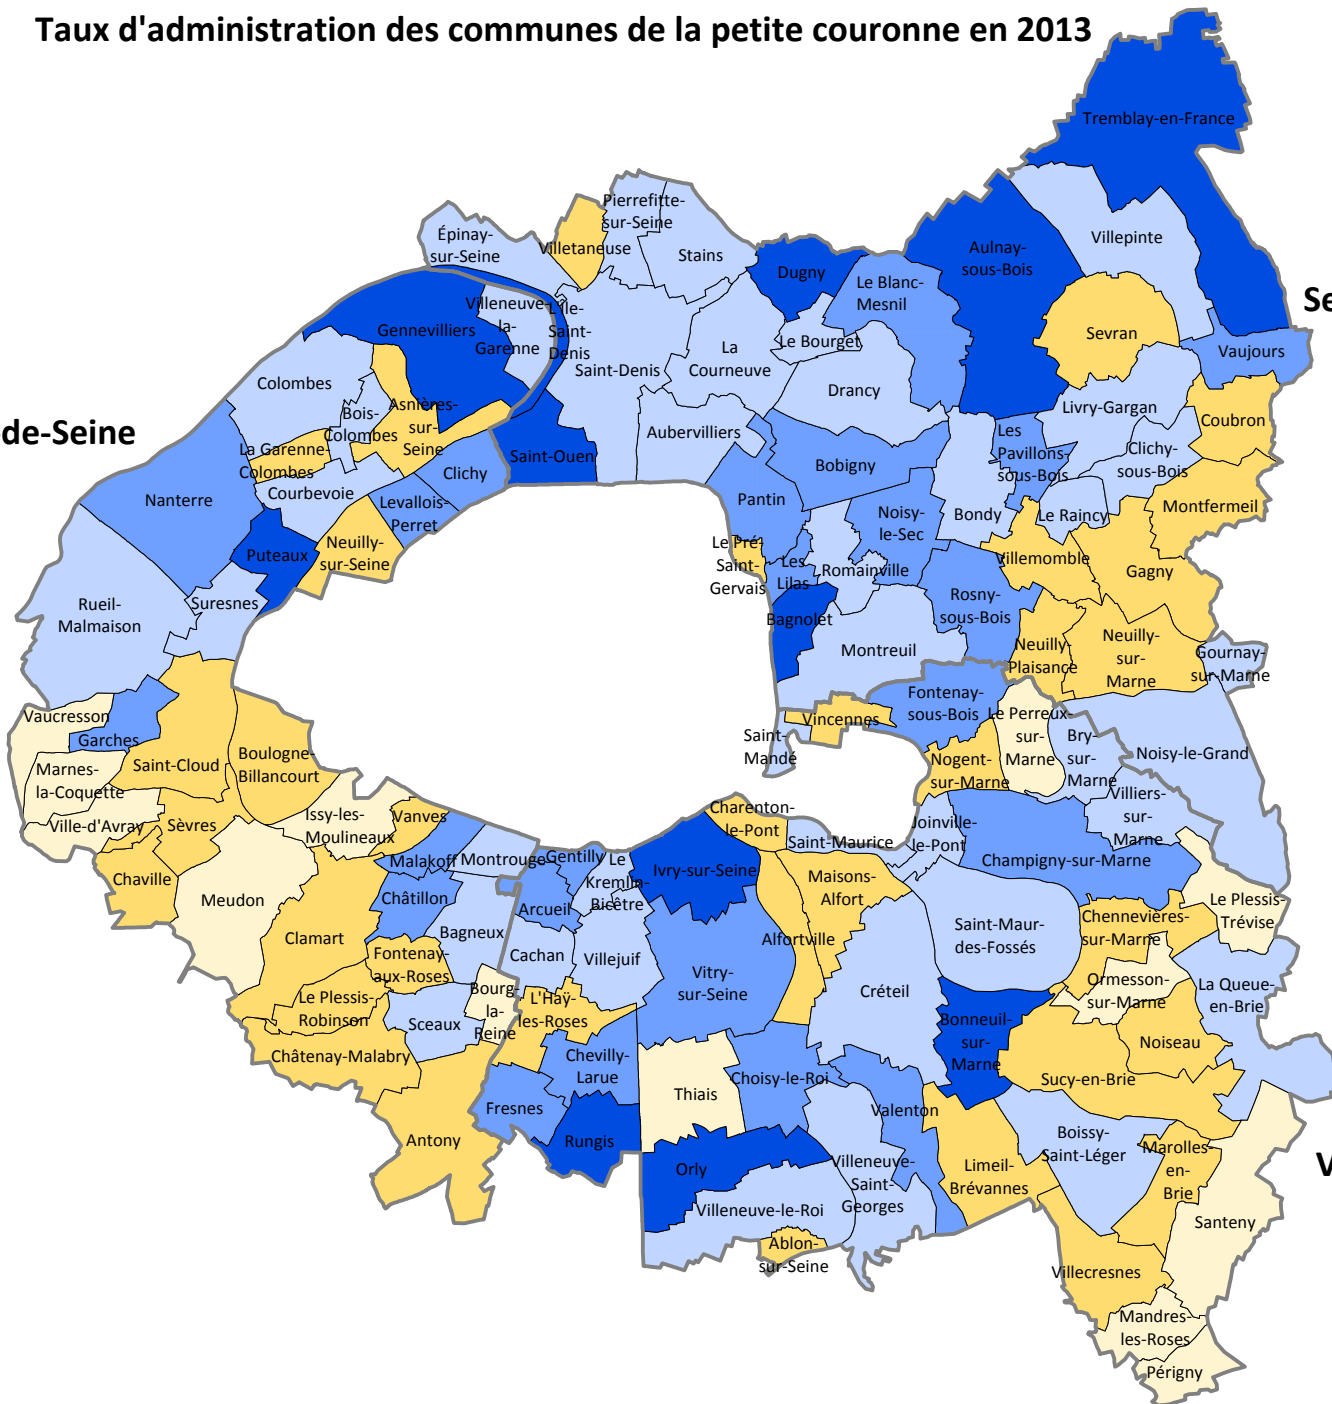 Taux d'administration des communes de la petite couronne en 2013
Tremblay-en-France
Pierrefitte-
sur-Seine
Épinay-
sur-Seine
Villetaneuse
Stains
Dugny
Le Blanc-
Mesnil
Aulnay-
sous-Bois
Villepinte
Se
Sevran
Vaujours
Gennevilliers
Villeneuve-
la-
Garenne
L'Île-
Saint-
Denis
Saint-Denis
La
Courneuve
Le Bourget
Drancy
Colombes
Bois-
Colombes
Asnières-
sur-
Seine
de-Seine
La Garenne-
Colombes
Courbevoie
Clichy
Levallois-
Perret
Saint-Ouen
Aubervilliers
Bobigny
Livry-Gargan
Coubron
Les
Pavillons-
sous-Bois
Clichy-
sous-Bois
Montfermeil
Nanterre
Puteaux
Neuilly-
sur-Seine
Pantin
Noisy-
le-Sec
Bondy
Le Raincy
Le Pré-
Saint-
Gervais
Les
Lilas
Romainville
Villemomble
Gagny
Rueil-
Malmaison
Suresnes
Bagnolet
Rosny-
sous-Bois
Montreuil
Neuilly-
Plaisance
Neuilly-
sur-
Marne
Gournay-
sur-Marne
Vaucresson
Garches
Marnes-
la-Coquette
Saint-Cloud
Boulogne-
Billancourt
Saint-
Mandé
Vincennes
Fontenay-
sous-Bois
Le Perreux-
sur-
Marne
Bry-
sur-
Marne
Noisy-le-Grand
Nogent-
sur-Marne
Villiers-
sur-
Marne
Ville-d'Avray
Sèvres
Issy-les-
Moulineaux
Vanves
Charenton-
le-Pont
Saint-Maurice
Joinville-
le-Pont
Champigny-sur-Marne
Chaville
Meudon
Malakoff
Montrouge
Gentilly
Le
Kremlin-
Bicêtre
Ivry-sur-Seine
Maisons-
Alfort
Le Plessis-
Trévise
Châtillon
Arcueil
Clamart
Bagneux
Fontenay-
aux-Roses
Cachan
Villejuif
Alfortville
Saint-Maur-
des-Fossés
Chennevières-
sur-Marne
Vitry-
sur-Seine
Créteil
Ormesson-
sur-Marne
La Queue-
en-Brie
Le Plessis-
Robinson
Bourg-
la-
Reine
L'Haÿ-
les-Roses
Sceaux
Bonneuil-
sur-
Marne
Noiseau
Châtenay-Malabry
Chevilly-
Larue
Thiais
Choisy-le-Roi
Sucy-en-Brie
Fresnes
Valenton
Antony
Rungis
Orly
Villeneuve-
Saint-
Georges
Limeil-
Brévannes
Boissy-
Saint-Léger
Marolles-
en-
Brie
V
Villeneuve-le-Roi
Santeny
Ablon-
sur-Seine
Villecresnes
Mandres-
les-Roses
Périgny